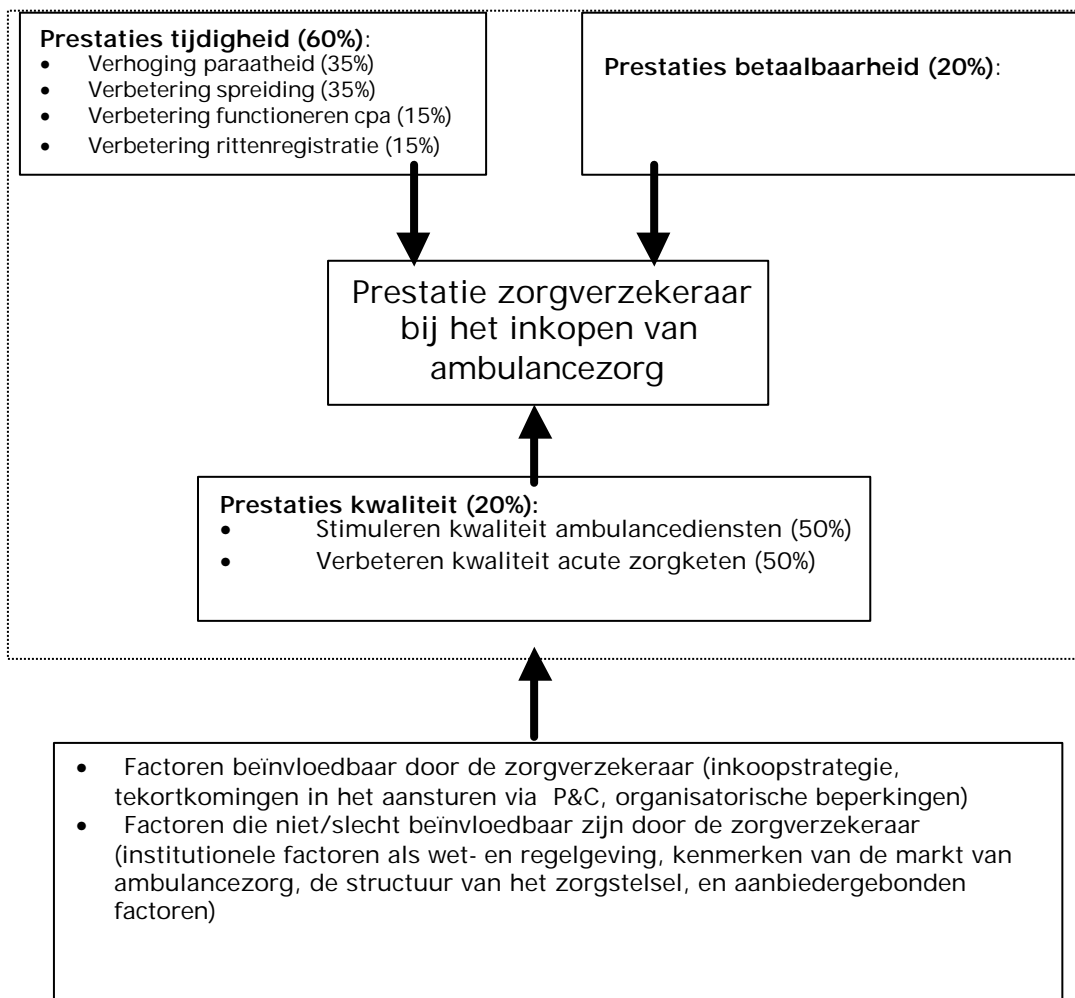 Prestaties tijdigheid (60%):
• Verhoging paraatheid (35%)
• Verbetering spreiding (35%)
• Verbetering functioneren cpa (15%)
• Verbetering rittenregistratie (15%)
Prestaties betaalbaarheid (20%):
Prestatie zorgverzekeraar
bij het inkopen van
ambulancezorg
Prestaties kwaliteit (20%):
• Stimuleren kwaliteit ambulancediensten (50%)
• Verbeteren kwaliteit acute zorgketen (50%)
• Factoren beïnvloedbaar door de zorgverzekeraar (inkoopstrategie,
tekortkomingen in het aansturen via P&C, organisatorische beperkingen)
• Factoren die niet/slecht beïnvloedbaar zijn door de zorgverzekeraar
(institutionele factoren als wet- en regelgeving, kenmerken van de markt van
ambulancezorg, de structuur van het zorgstelsel, en aanbiedergebonden
factoren)